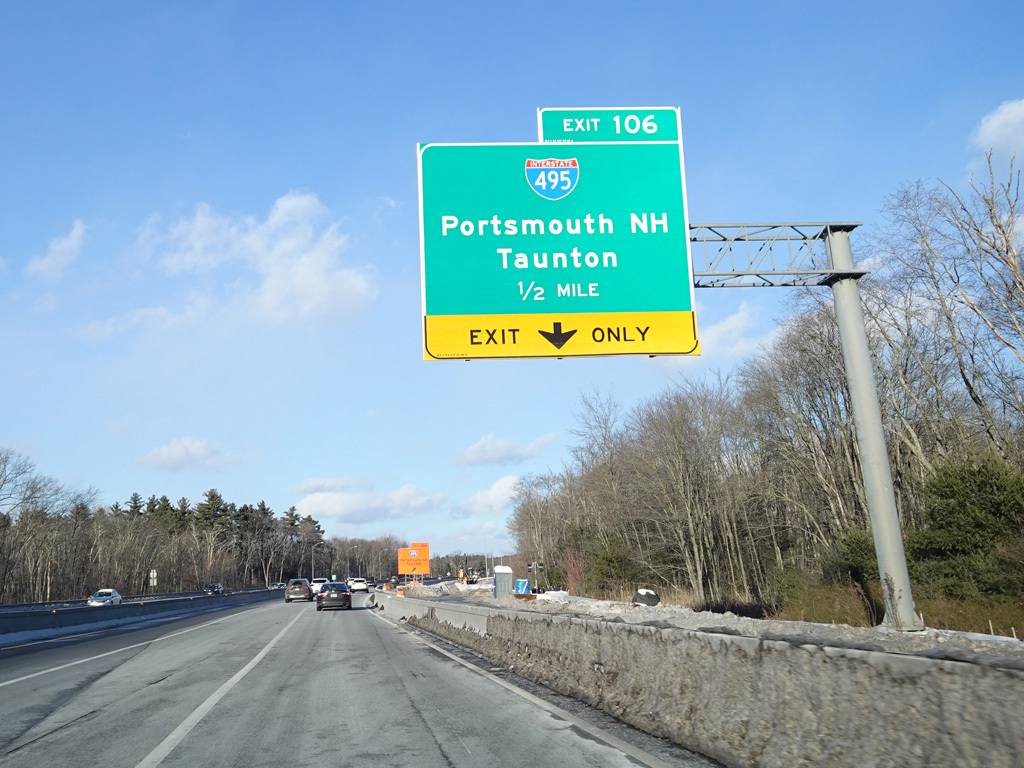 EXIT 106
INTERSTATE
495
Portsmouth NH
Taunton
1/2 MILE
EXIT ONLY